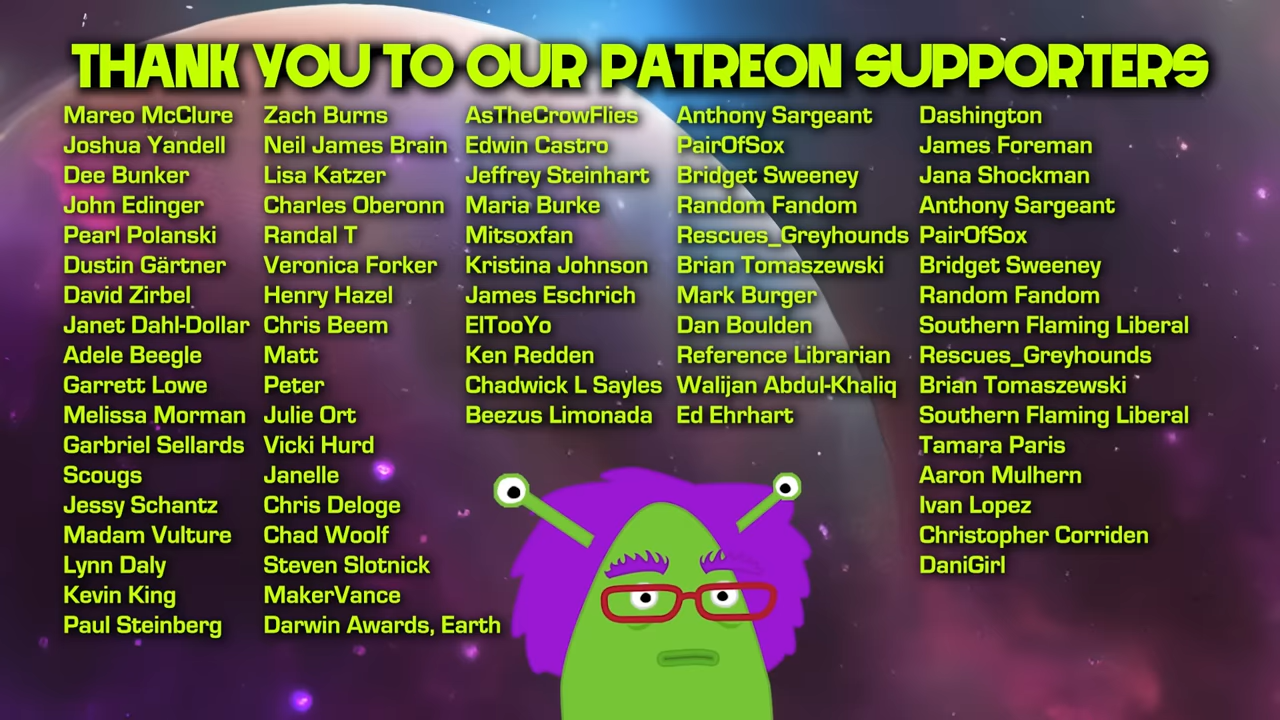 THANK YOU TO OUR PATREON SUPPORTERS
Mareo McClure
Joshua Yandell
Dee Bunker
John Edinger
Pearl Polanski
Dustin Gärtner
David Zirbel
Janet Dahl-Dollar
Adele Beegle
Garrett Lowe
Melissa Morman
Garbriel Sellards
Scougs
Jessy Schantz
Madam Vulture
Lynn Daly
Kevin King
Paul Steinberg
Zach Burns
Neil James Brain
Lisa Katzer
Charles Oberonn
Randal T
Veronica Forker
Henry Hazel
Chris Beem
Matt
Peter
Julie Ort
Vicki Hurd
Janelle
Chris Deloge
Chad Woolf
Steven Slotnick
MakerVance
Darwin Awards, Earth
AsTheCrowFlies
Edwin Castro
Jeffrey Steinhart
Maria Burke
Mitsoxfan
Kristina Johnson
James Eschrich
ElTooYo
Ken Redden
Chadwick L Sayles
Beezus Limonada
Anthony Sargeant
PairOfSox
Bridget Sweeney
Random Fandom
Rescues_Greyhounds
Brian Tomaszewski
Mark Burger
Dan Boulden
Reference Librarian
Walijan Abdul-Khaliq
Ed Ehrhart
Dashington
James Foreman
Jana Shockman
Anthony Sargeant
PairOfSox
Bridget Sweeney
Random Fandom
Southern Flaming Liberal
Rescues_Greyhounds
Brian Tomaszewski
Southern Flaming Liberal
Tamara Paris
Aaron Mulhern
Ivan Lopez
Christopher Corriden
DaniGirl